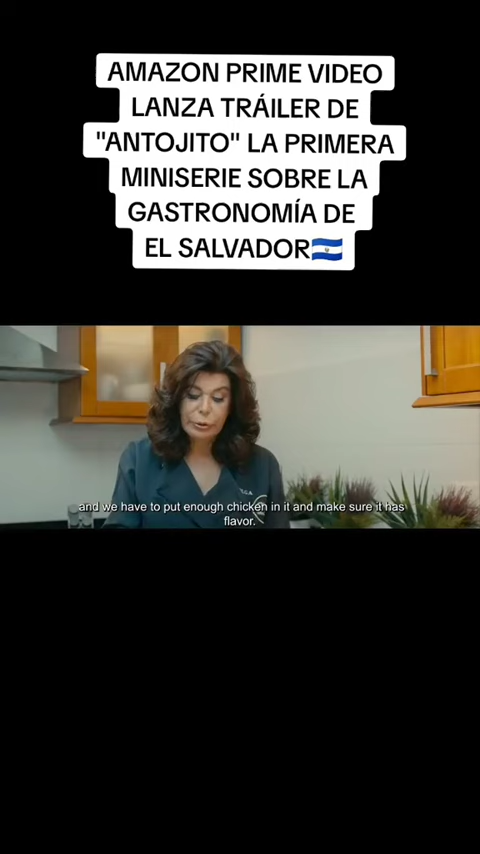 AMAZON PRIME VIDEO
LANZA TRÁILER DE
"ANTOJITO" LA PRIMERA
MINISERIE SOBRE LA
GASTRONOMÍA DE
EL SALVADOR🇸🇻
and we have to put enough chicken in it and make sure it has
flavor.